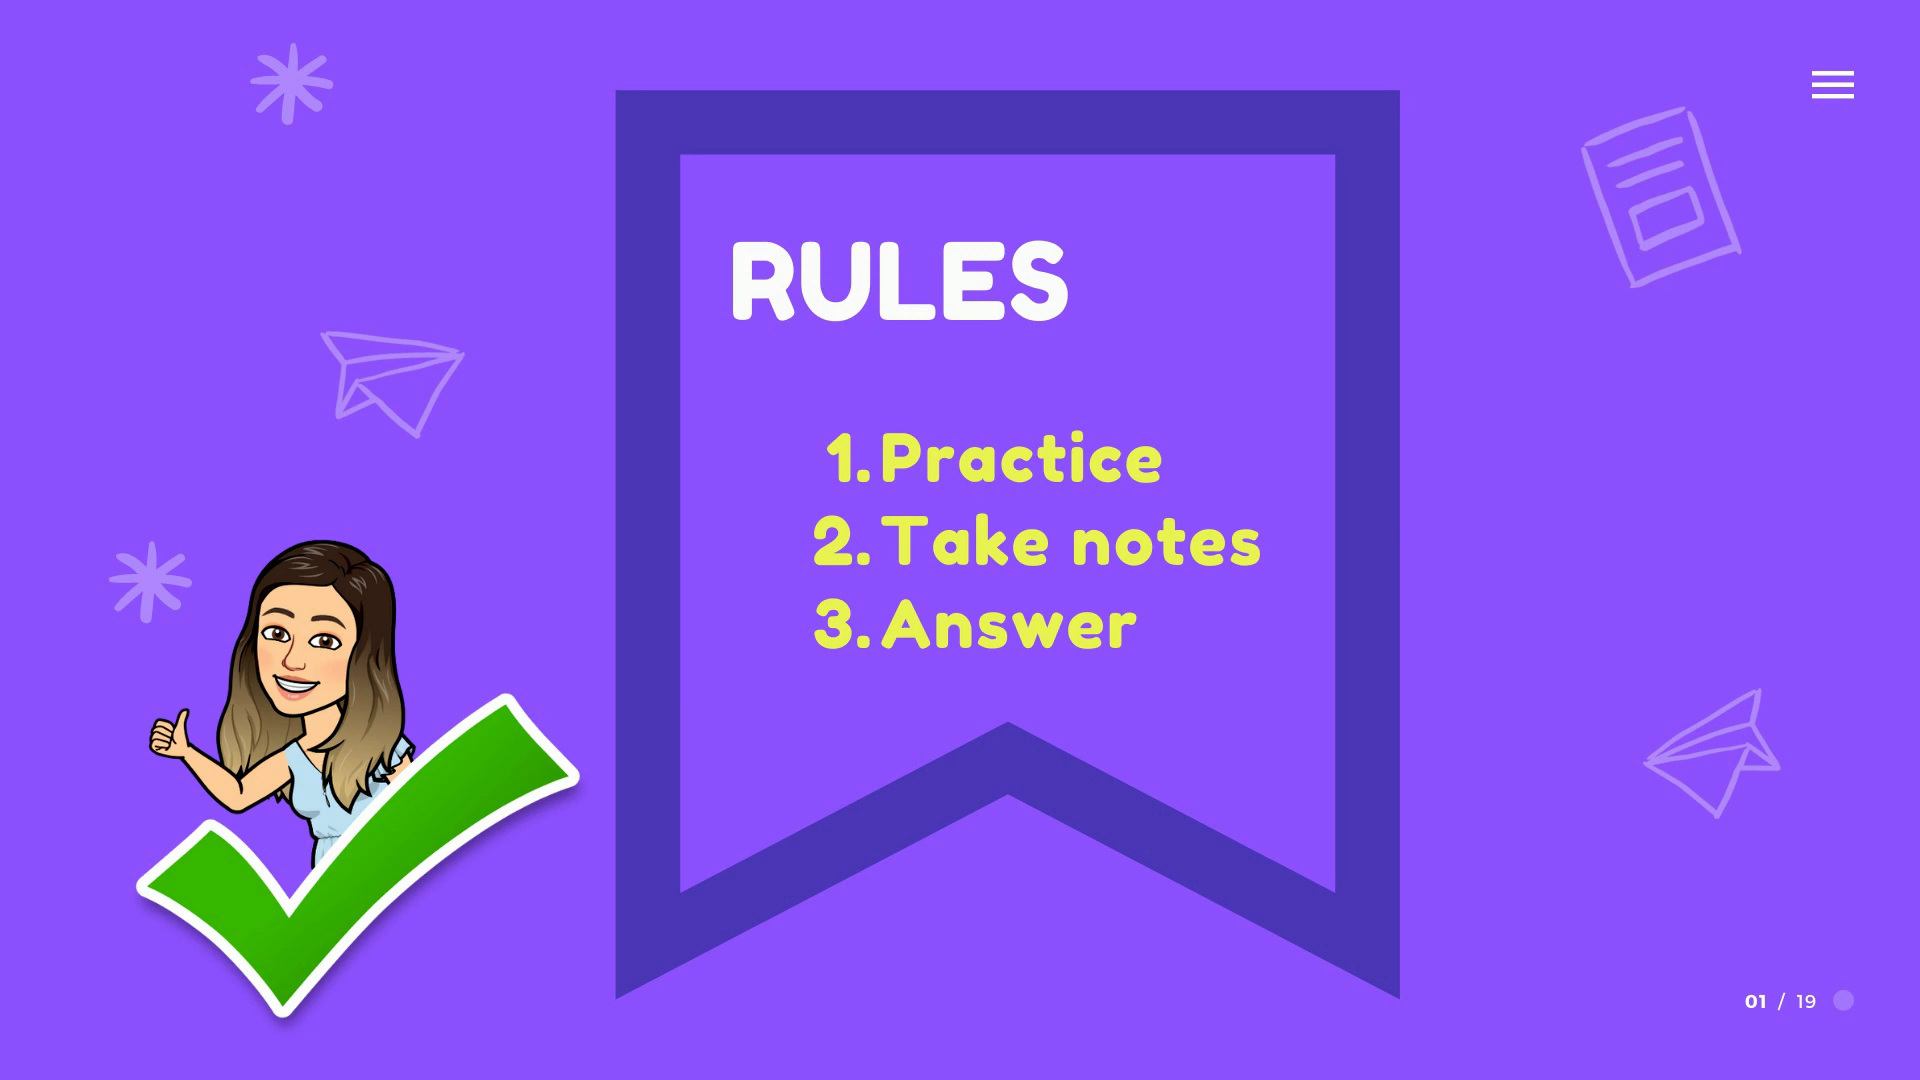 RULES
1. Practice
2. Take notes
3. Answer
01 / 19